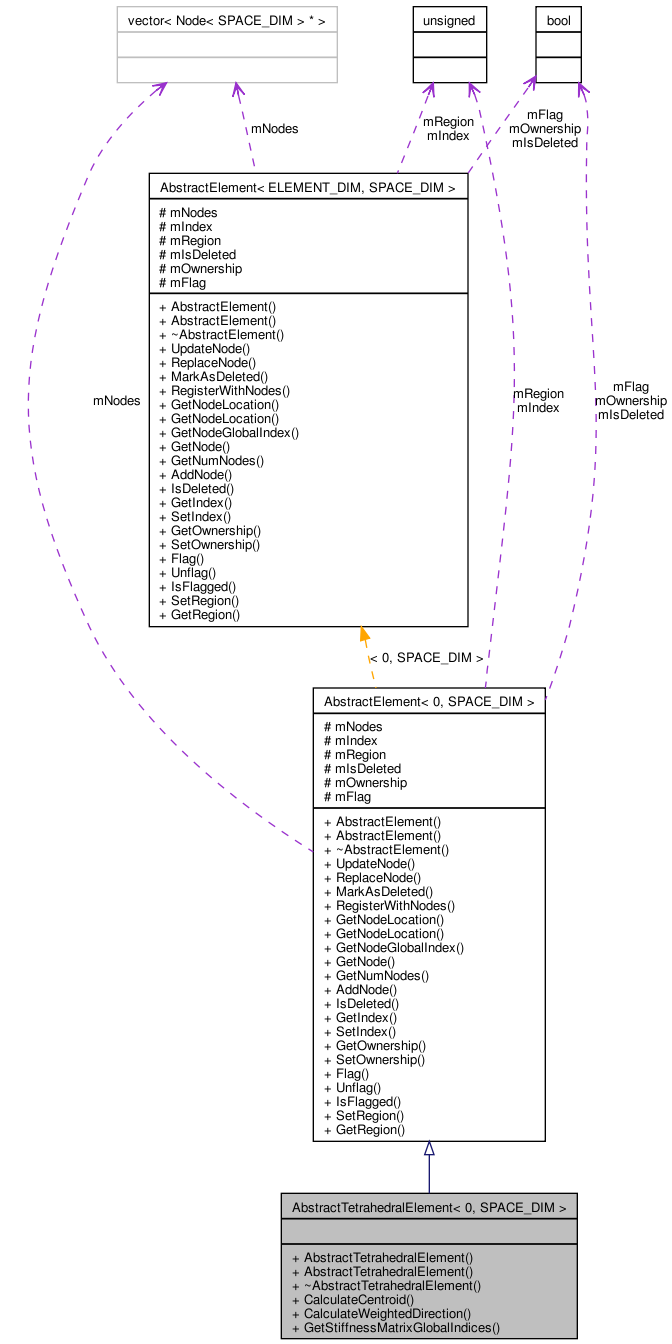 vector< Node< SPACE_DIM > * >
unsigned
bool
mNodes
mRegion
mIndex
mFlag
mOwnership
mIsDeleted
AbstractElement< ELEMENT_DIM, SPACE_DIM >
# mNodes
# mIndex
# mRegion
# mIsDeleted
# mOwnership
# mFlag
+ AbstractElement()
+ AbstractElement()
+ ~AbstractElement()
+ UpdateNode()
+ ReplaceNode()
+ MarkAsDeleted()
+ RegisterWithNodes()
+ GetNodeLocation()
+ GetNodeLocation()
+ GetNodeGlobalIndex()
+ GetNode()
+ GetNumNodes()
+ AddNode()
+ IsDeleted()
+ GetIndex()
+ SetIndex()
+ GetOwnership()
+ SetOwnership()
+ Flag()
+ Unflag()
+ IsFlagged()
+ SetRegion()
+ GetRegion()
mNodes
mRegion
mIndex
mFlag
mOwnership
mIsDeleted
< 0, SPACE_DIM >
AbstractElement< 0, SPACE_DIM >
# mNodes
# mIndex
# mRegion
# mIsDeleted
# mOwnership
# mFlag
+ AbstractElement()
+ AbstractElement()
+ ~AbstractElement()
+ UpdateNode()
+ ReplaceNode()
+ MarkAsDeleted()
+ RegisterWithNodes()
+ GetNodeLocation()
+ GetNodeLocation()
+ GetNodeGlobalIndex()
+ GetNode()
+ GetNumNodes()
+ AddNode()
+ IsDeleted()
+ GetIndex()
+ SetIndex()
+ GetOwnership()
+ SetOwnership()
+ Flag()
+ Unflag()
+ IsFlagged()
+ SetRegion()
+ GetRegion()
AbstractTetrahedralElement< 0, SPACE_DIM >
+ AbstractTetrahedralElement()
+ AbstractTetrahedralElement()
+ ~AbstractTetrahedralElement()
+ CalculateCentroid()
+ CalculateWeightedDirection()
+ GetStiffnessMatrixGlobalIndices()